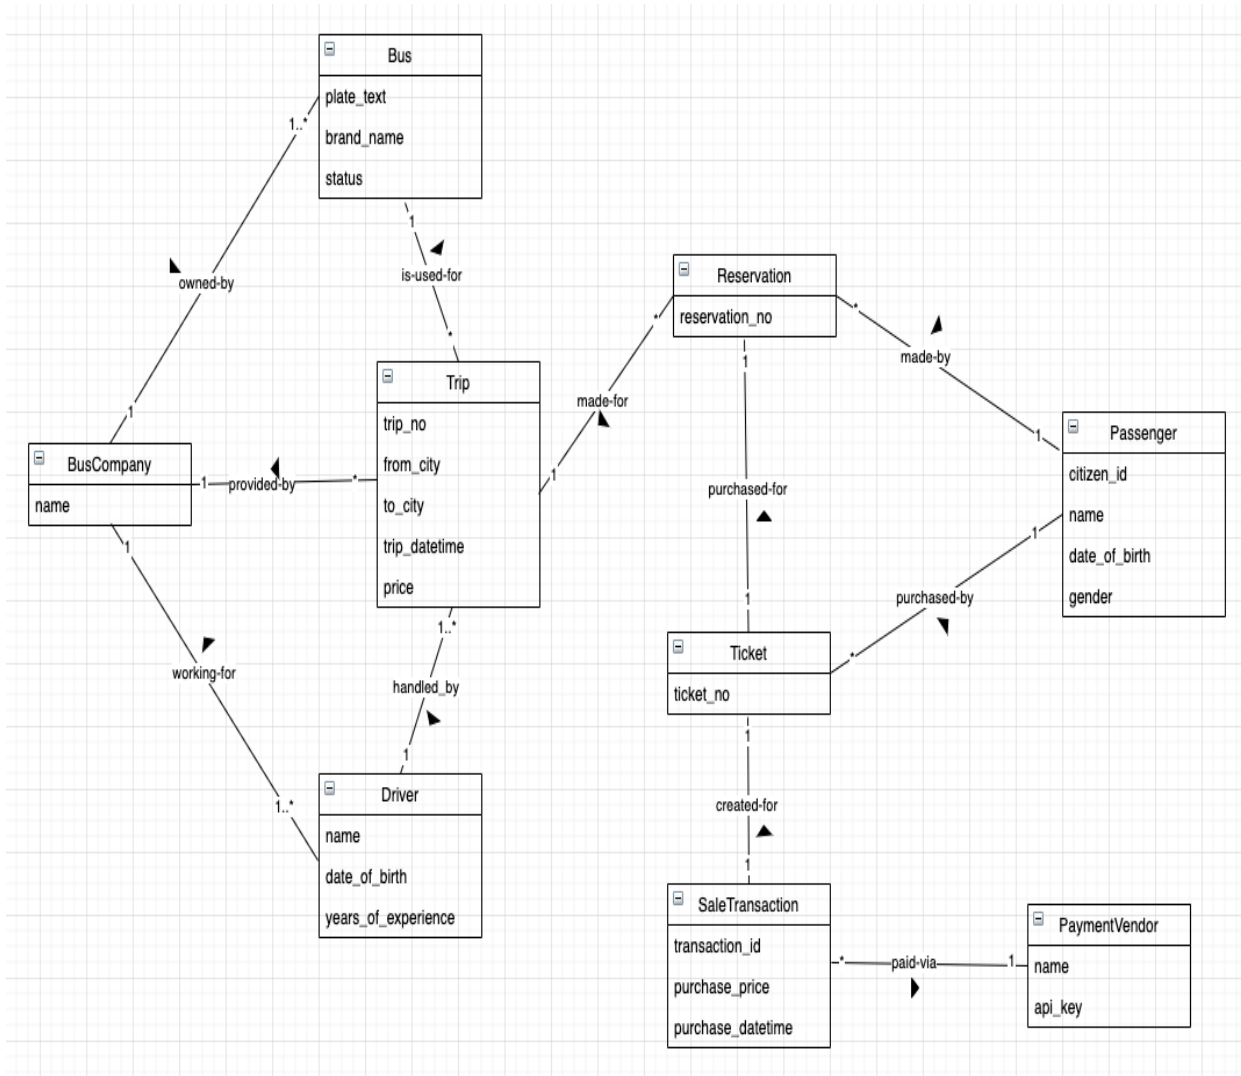 Bus
plate_text
brand_name
status
1..*
1
owned-by
is-used-for
*
1
Reservation
reservation_no
*
*
made-by
1
made-for
1
Trip
trip_no
from_city
to_city
trip_datetime
price
BusCompany
name
1
provided-by
*
Passenger
citizen_id
name
date_of_birth
gender
1
purchased-for
1
1
purchased-by
1
*
1
working-for
1..*
1..*
handled_by
1
Ticket
ticket_no
1
created-for
1
Driver
name
date_of_birth
years_of_experience
SaleTransaction
transaction_id
purchase_price
purchase_datetime
*
paid-via
1
PaymentVendor
name
api_key